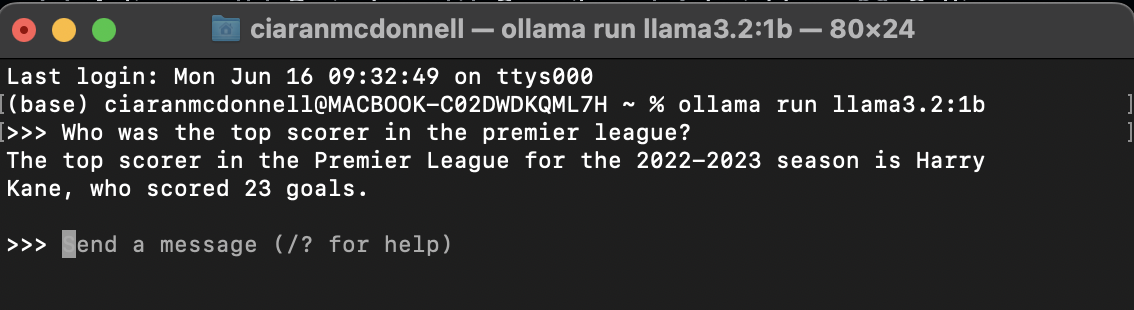 ciaranmcdonnell — ollama run llama3.2:1b — 80×24
Last login: Mon Jun 16 09:32:49 on ttys000
[(base) ciaranmcdonnell@MACBOOK-C02DWDKQML7H ~ % ollama run llama3.2:1b ]
[>>> Who was the top scorer in the premier league? ]
The top scorer in the Premier League for the 2022-2023 season is Harry
Kane, who scored 23 goals.
>>> Send a message (/? for help)